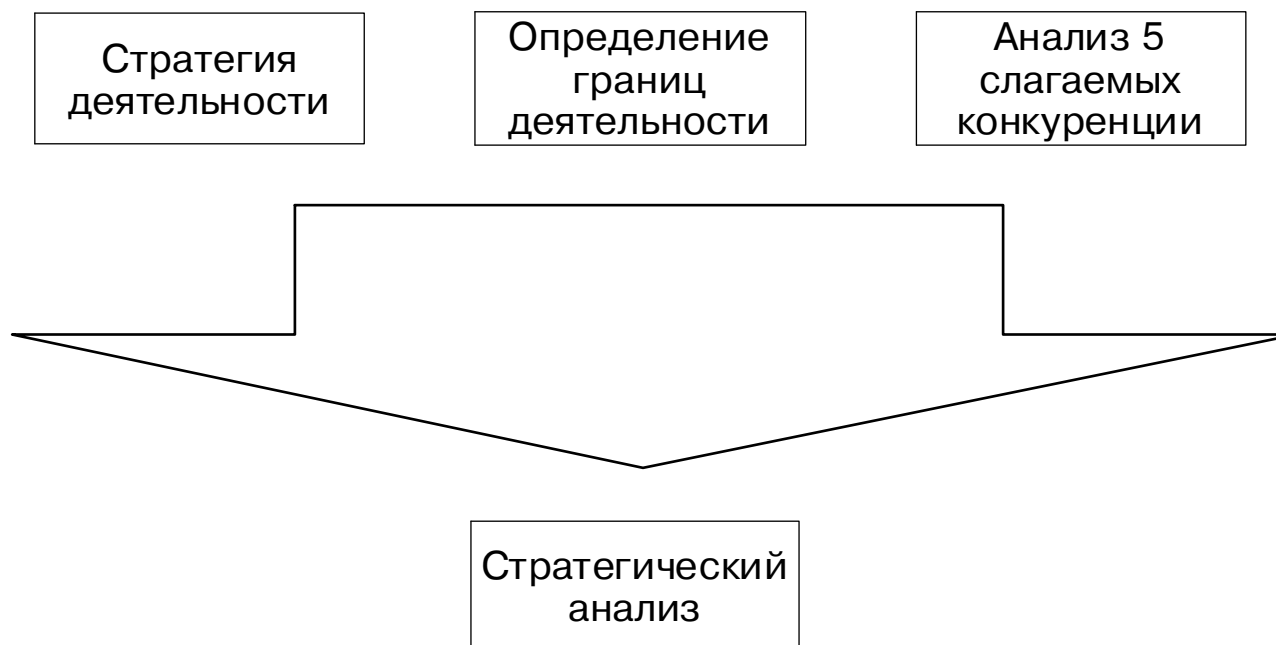 Стратегия
деятельности
Определение
границ
деятельности
Анализ 5
слагаемых
конкуренции
Стратегический
анализ